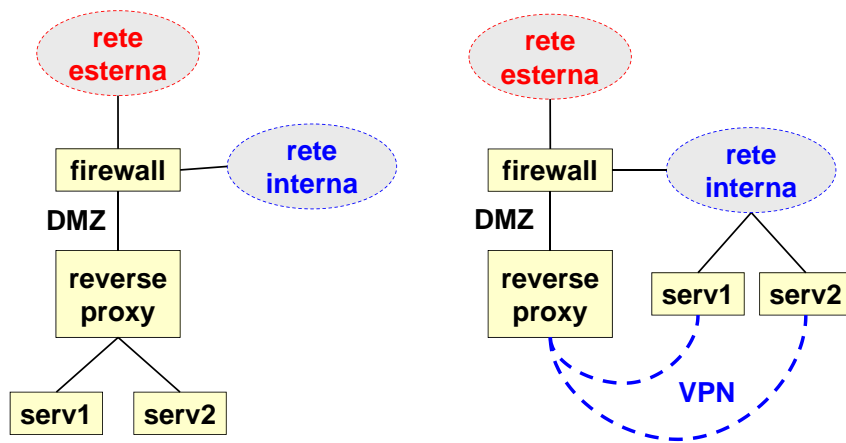 rete
esterna
firewall
rete
interna
DMZ
reverse
proxy
serv1
serv2
rete
esterna
firewall
rete
interna
DMZ
reverse
proxy
serv1
serv2
VPN